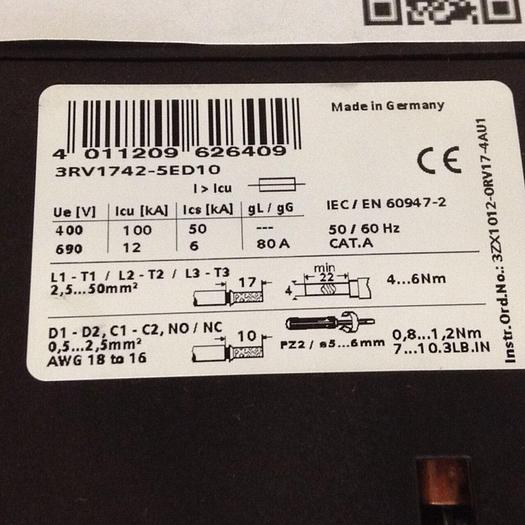 Made in Germany
4 011209 626409
3RV1742-5ED10
CE
I > Icu
Ue [V] Icu [kA] Ics [kA] gL / gG
IEC / EN 60947-2
400 100 50 ---
50 / 60 Hz
690 12 6 80 A
CAT.A
L1 - T1 / L2 - T2 / L3 - T3
2,5...50mm²
17
min
22
4
4...6Nm
D1 - D2, C1 - C2, NO / NC
0,5...2,5mm²
AWG 18 to 16
10
PZ2 / ø5...6mm
0,8...1,2Nm
7...10.3LB.IN
Instr.Ord.No.: 3ZX1012-0RV17-4AU1